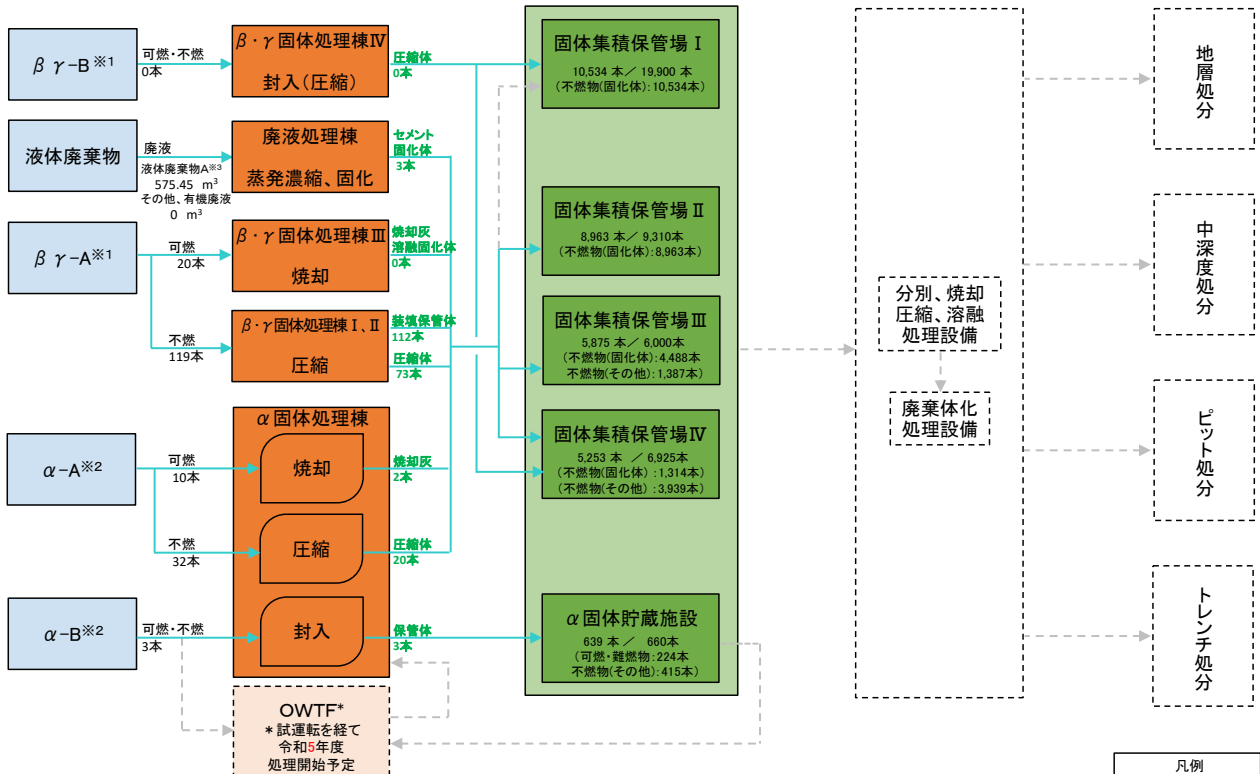 βγ-B※1
可燃・不燃
0本
β・γ固体処理棟Ⅳ
封入(圧縮)
圧縮体
0本
液体廃棄物
廃液
液体廃棄物A※3
575.45 m3
その他、有機廃液
0 m3
廃液処理棟
蒸発濃縮、固化
セメント
固化体
3本
βγ-A※1
可燃
20本
β・γ固体処理棟Ⅲ
焼却
焼却灰
溶融固化体
0本
不燃
119本
β・γ固体処理棟Ⅰ、Ⅱ
圧縮
装填保管体
112本
圧縮体
73本
α-A※2
可燃
10本
α固体処理棟
焼却
焼却灰
2本
不燃
32本
圧縮
圧縮体
20本
α-B※2
可燃・不燃
3本
封入
保管体
3本
OWTF*
*試運転を経て
令和5年度
処理開始予定
固体集積保管場Ⅰ
10,534 本/ 19,900 本
(不燃物(固化体):10,534本)
固体集積保管場Ⅱ
8,963 本/ 9,310本
(不燃物(固化体):8,963本)
固体集積保管場Ⅲ
5,875 本/ 6,000本
(不燃物(固化体):4,488本
不燃物(その他):1,387本)
固体集積保管場Ⅳ
5,253 本 / 6,925本
(不燃物(固化体):1,314本)
(不燃物(その他):3,939本)
α固体貯蔵施設
639 本/ 660本
(可燃・難燃物:224本
不燃物(その他):415本)
分別、焼却
圧縮、溶融
処理設備
廃棄体化
処理設備
地層処分
中深度処分
ピット処分
トレンチ処分
凡例